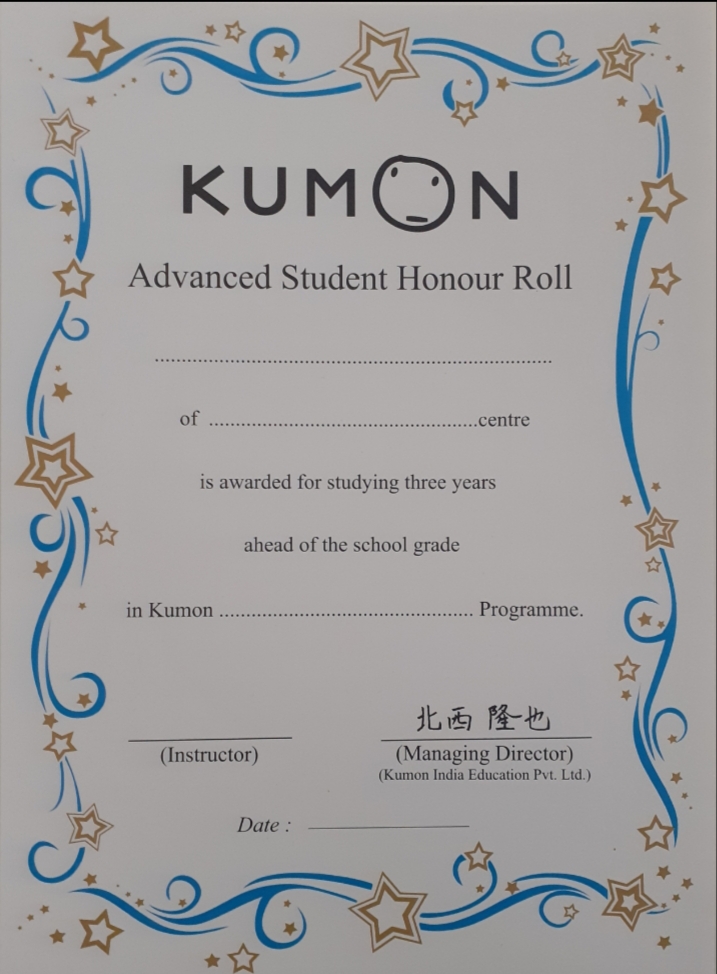 KUMON
Advanced Student Honour Roll
..........................................................................
of ..................................................centre
is awarded for studying three years
ahead of the school grade
in Kumon ............................................... Programme.
北西 隆也
(Instructor) (Managing Director)
(Kumon India Education Pvt. Ltd.)
Date :